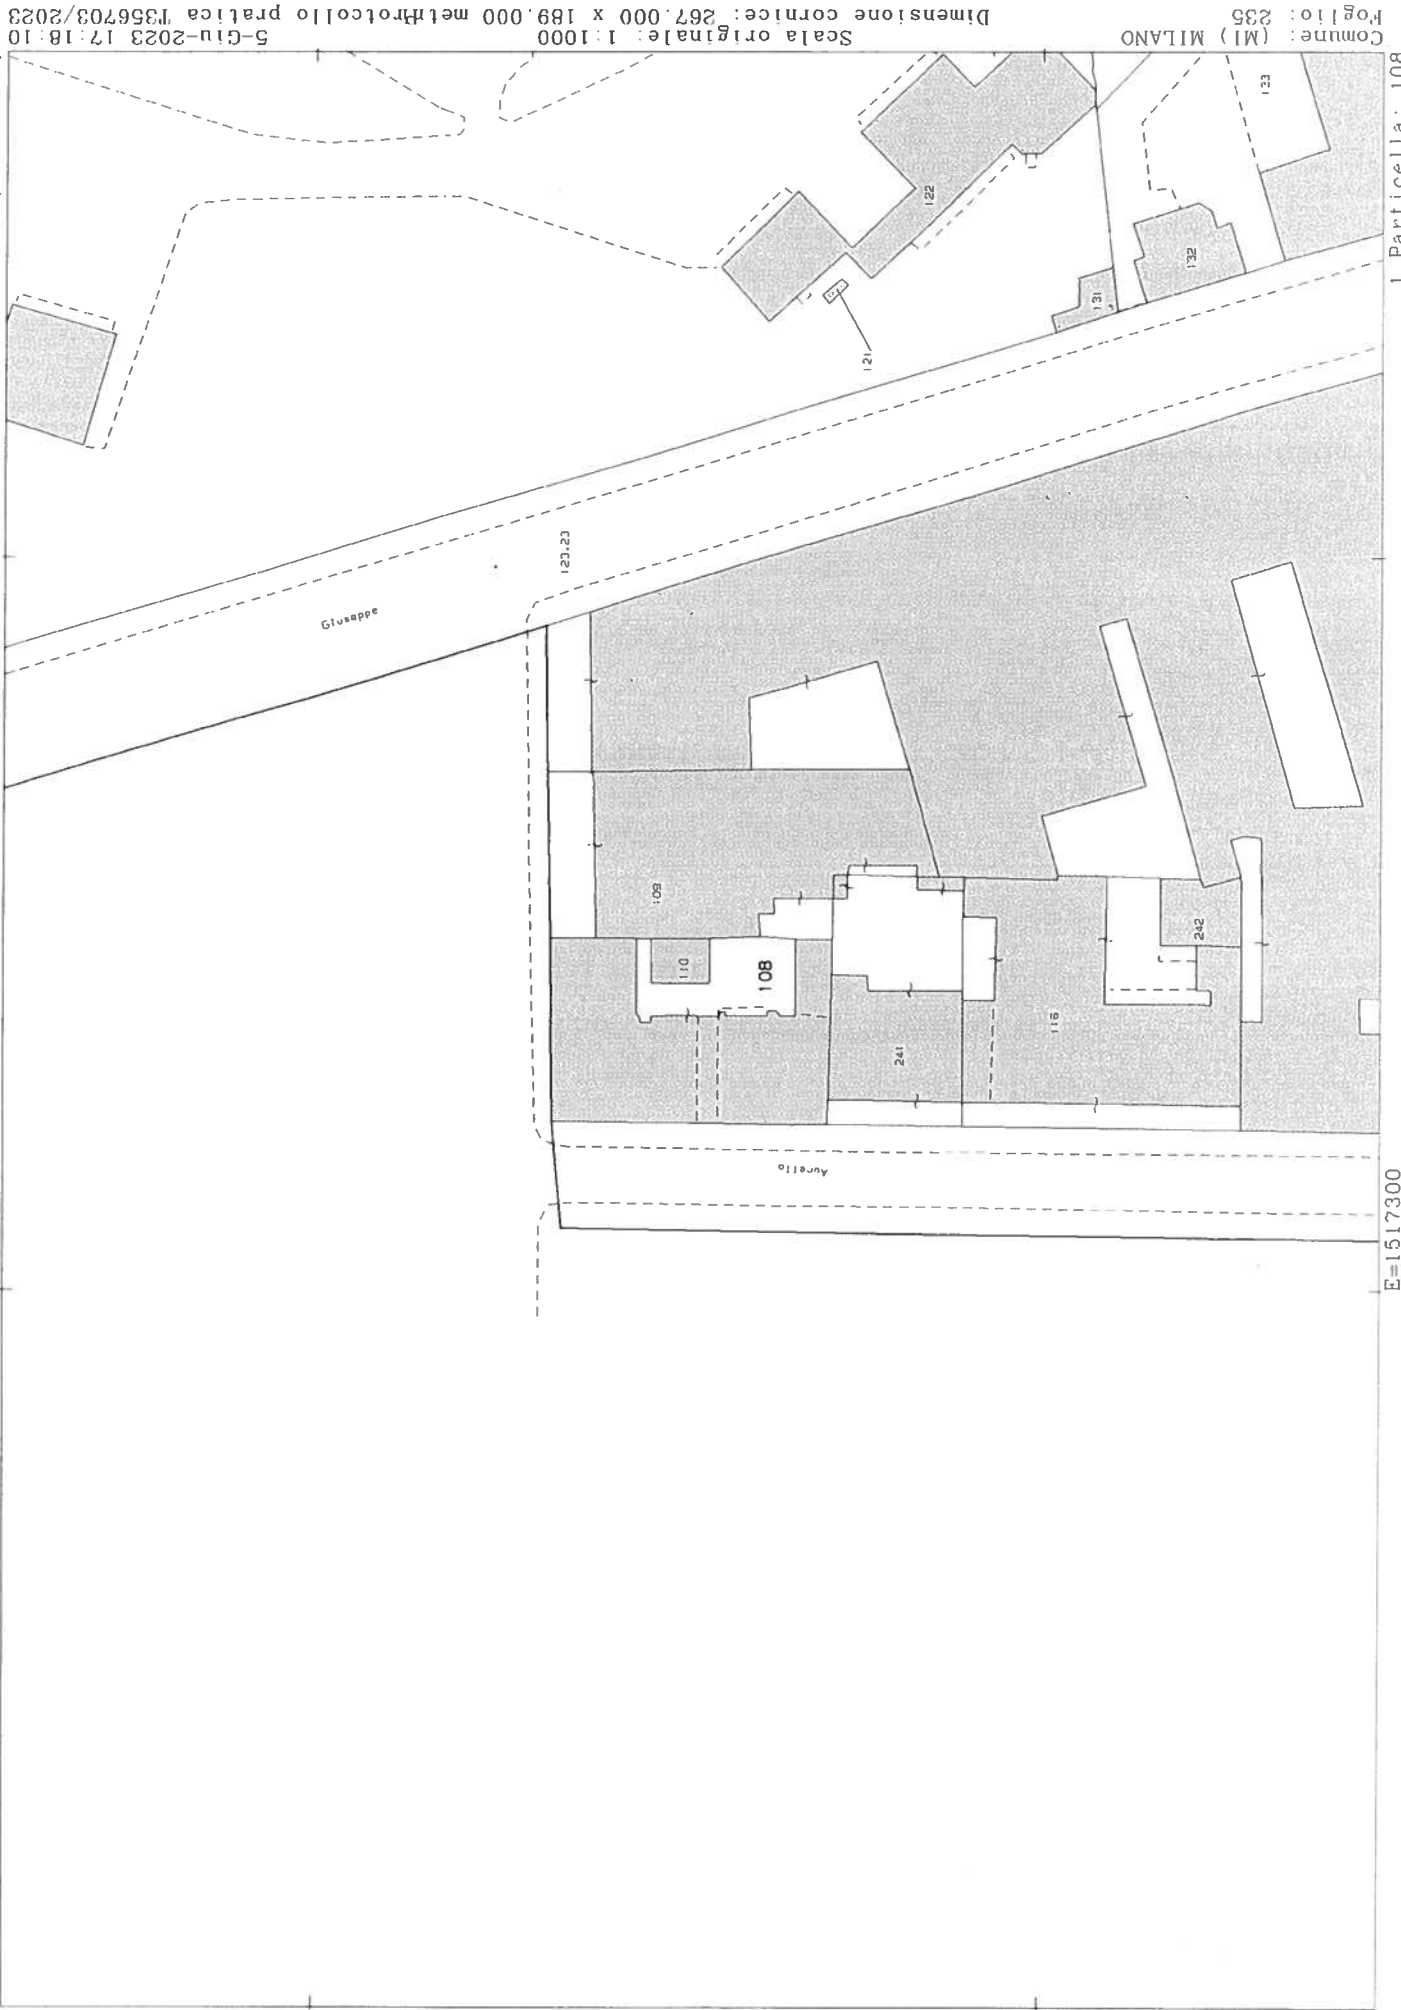 Comune: (MI) MILANO
Foglio: 235
Scala originale: 1:1000
Dimensione cornice: 267.000 x 189.000 metri
5-Giu-2023 17:18:10
Protocollo pratica T356703/2023
1 Particella: 108
E=1517300
133
122
132
131
121
123.23
Giuseppe
109
110
108
242
116
241
Aurelio